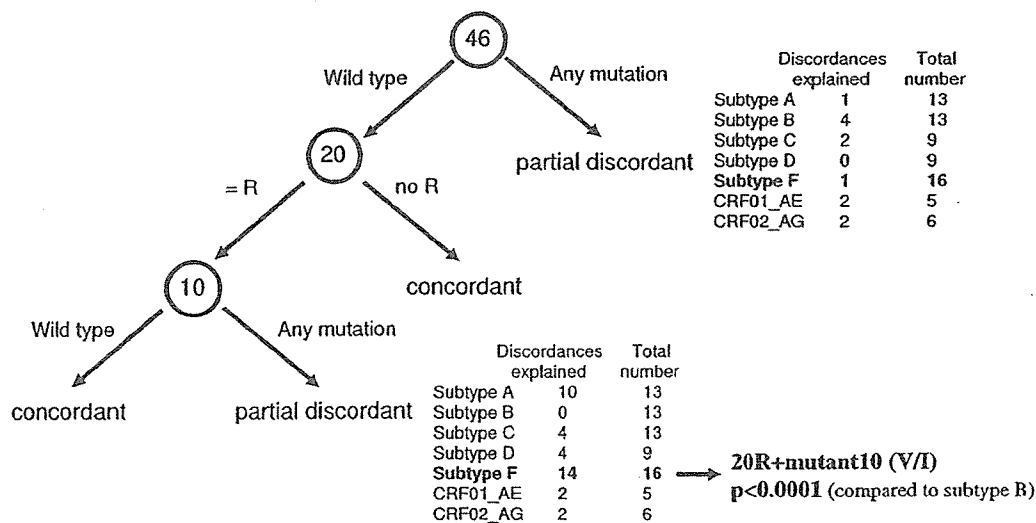 46
Wild type
Any mutation
Discordances explained
Total number
Subtype A 1 13
Subtype B 4 13
Subtype C 2 9
Subtype D 0 9
Subtype F 1 16
CRF01_AE 2 5
CRF02_AG 2 6
20
partial discordant
= R
no R
10
concordant
Wild type
Any mutation
concordant
partial discordant
Discordances explained
Total number
Subtype A 10 13
Subtype B 0 13
Subtype C 4 13
Subtype D 4 9
Subtype F 14 16
CRF01_AE 2 5
CRF02_AG 2 6
20R+mutant10 (V/I)
p<0.0001 (compared to subtype B)